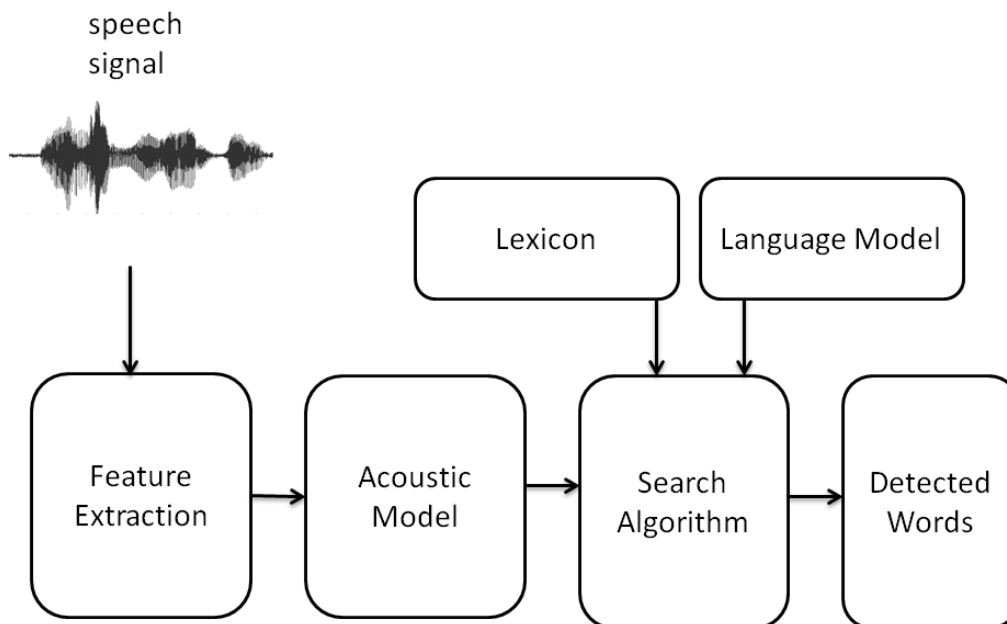 speech
signal
Lexicon
Language Model
Feature
Extraction
Acoustic
Model
Search
Algorithm
Detected
Words